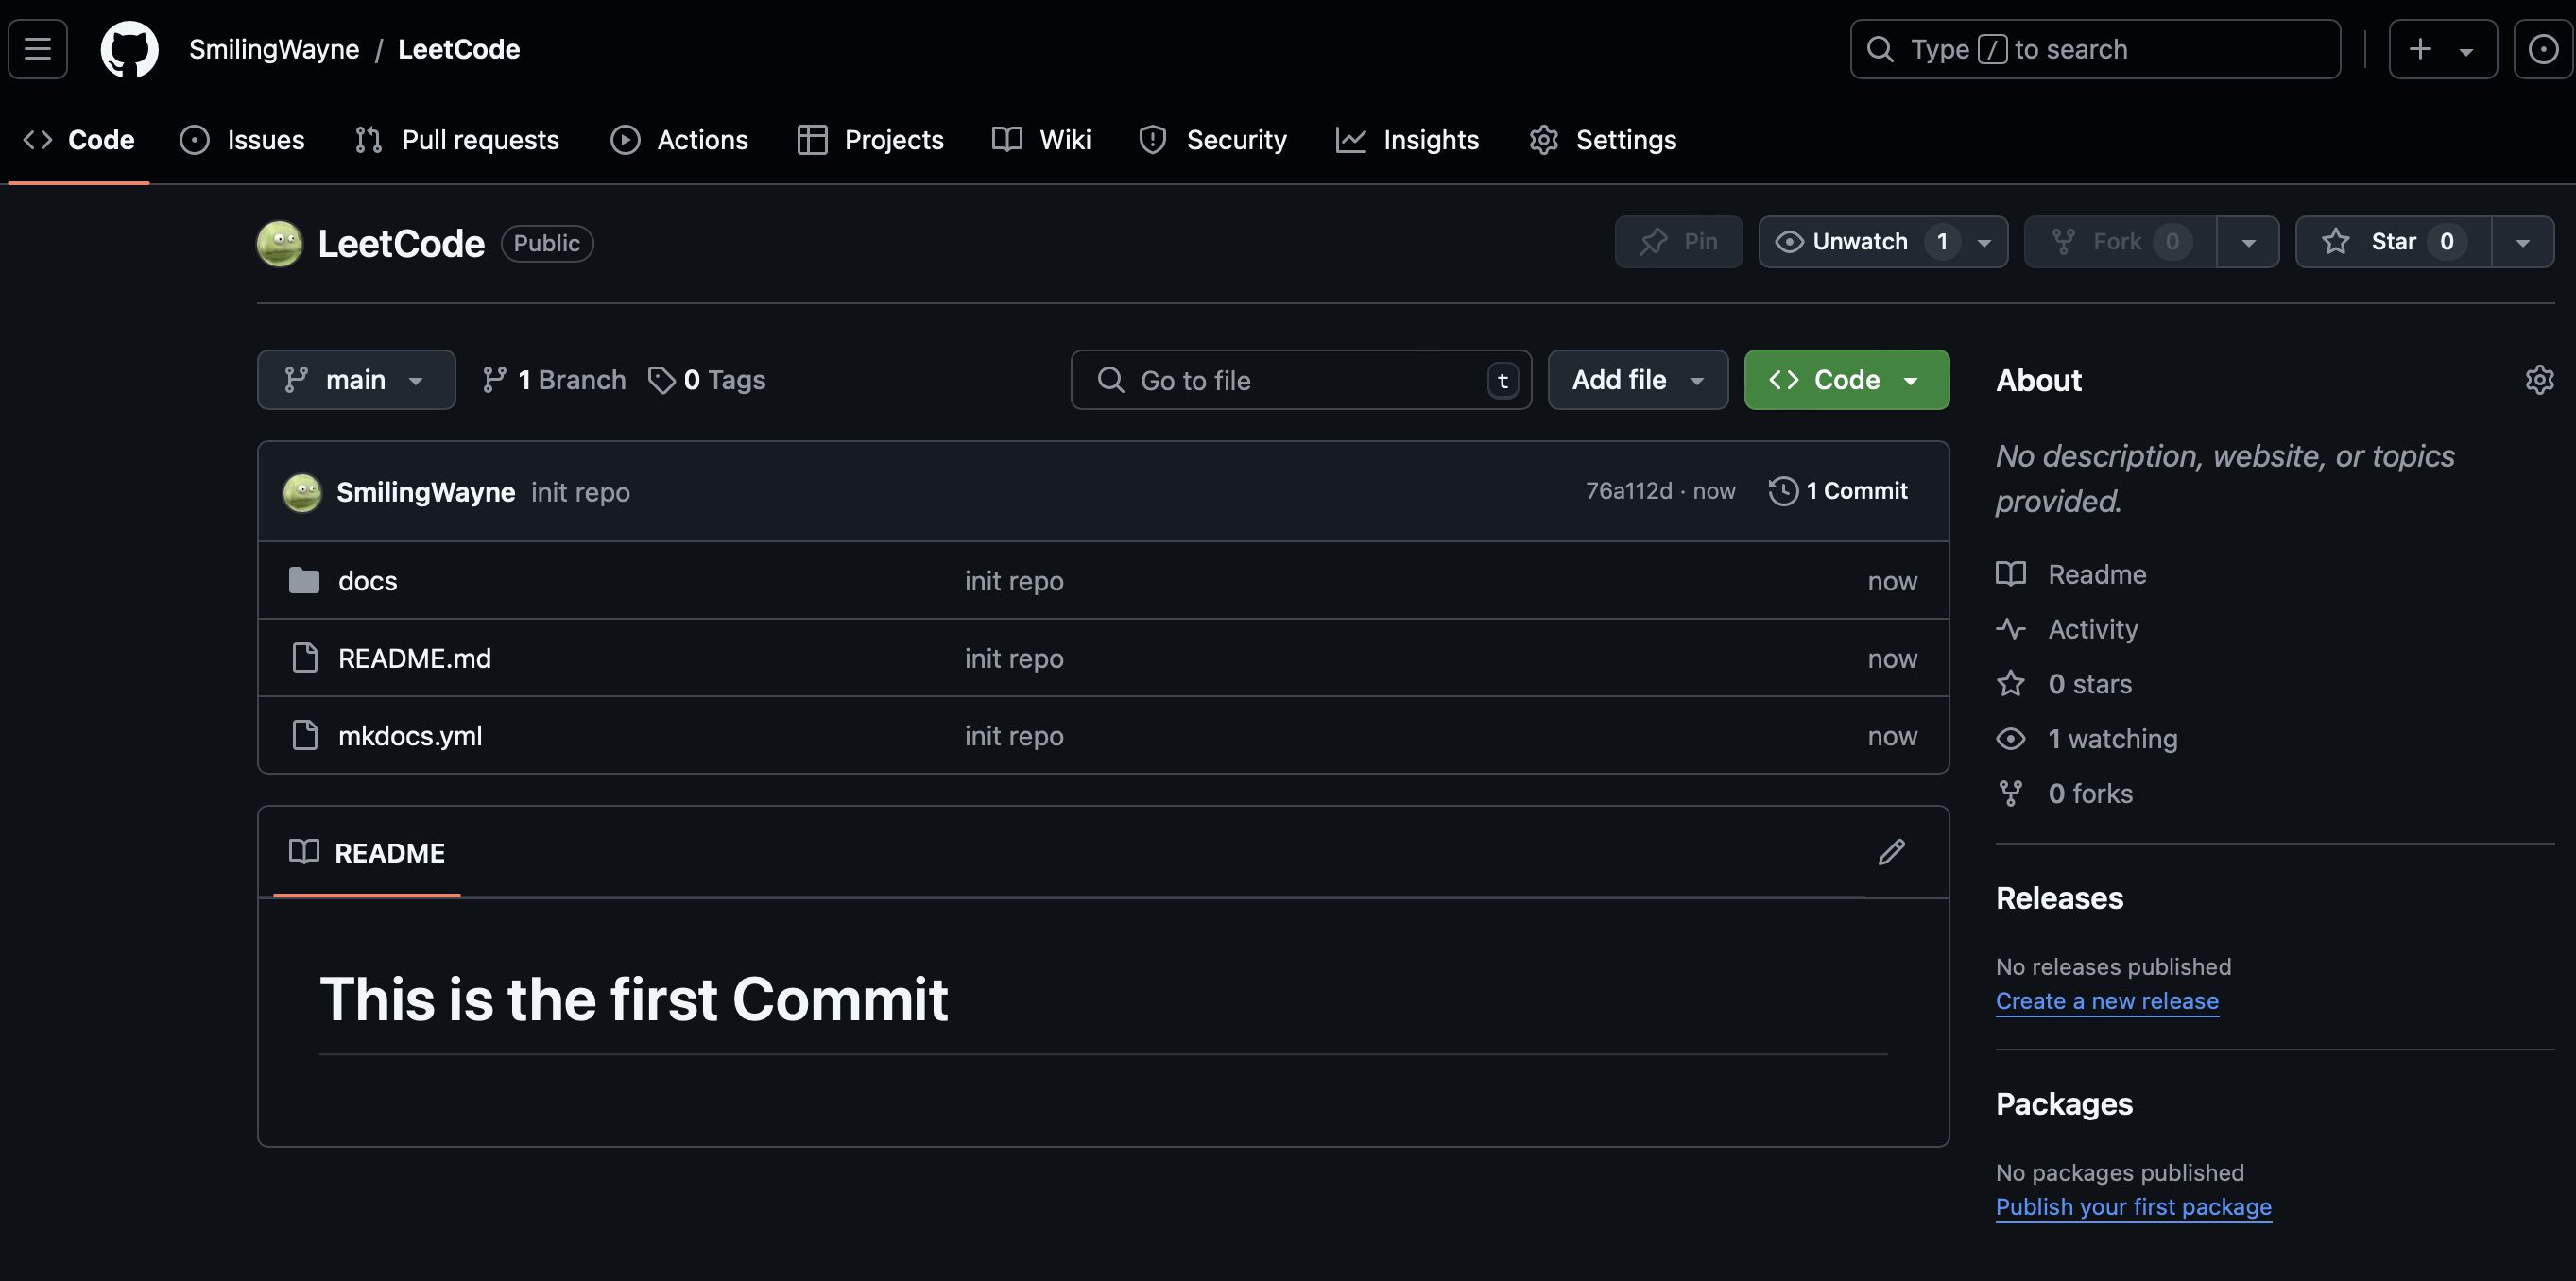 SmilingWayne / LeetCode
Type / to search
Code Issues Pull requests Actions Projects Wiki Security Insights Settings
LeetCode Public
Pin Unwatch 1 Fork 0 Star 0
main 1 Branch 0 Tags
Go to file t Add file Code
SmilingWayne init repo 76a112d · now 1 Commit
docs init repo now
README.md init repo now
mkdocs.yml init repo now
README
This is the first Commit
About
No description, website, or topics
provided.
Readme
Activity
0 stars
1 watching
0 forks
Releases
No releases published
Create a new release
Packages
No packages published
Publish your first package